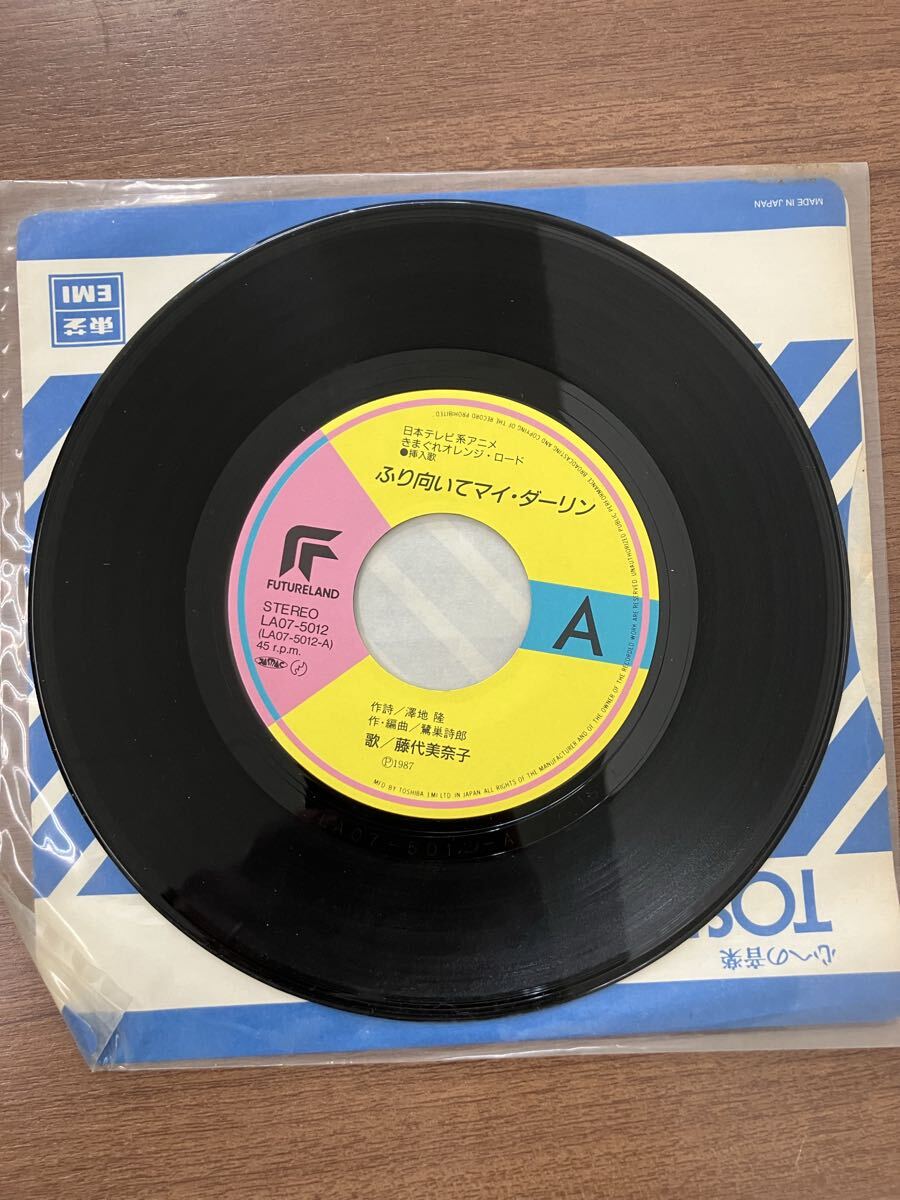 MADE IN JAPAN
東芝
EMI
日本テレビ系アニメ
きまぐれオレンジ・ロード
●挿入歌
ふり向いてマイ・ダーリン
FUTURELAND
STEREO
LA07-5012
(LA07-5012-A)
45 r.p.m.
A
作詩／澤地 隆
作・編曲／鷺巣詩郎
歌／藤代美奈子
Ⓟ1987
MFD. BY TOSHIBA EMI LTD. IN JAPAN ALL RIGHTS OF THE MANUFACTURER AND OF THE OWNER OF THE RECORDED WORK ARE RESERVED. UNAUTHORIZED PUBLIC PERFORMANCE BROADCASTING AND COPYING OF THE RECORD PROHIBITED.
LA07-5012-A
TOS
心への音楽